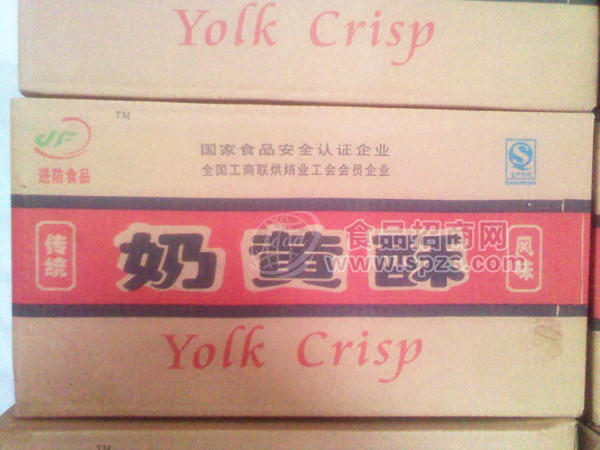 Yolk Crisp
TM
JF
进防食品
国家食品安全认证企业
全国工商联烘焙业工会会员企业
传统
奶黄酥
风味
食品招商网
www.spzs.com
Yolk Crisp
TM